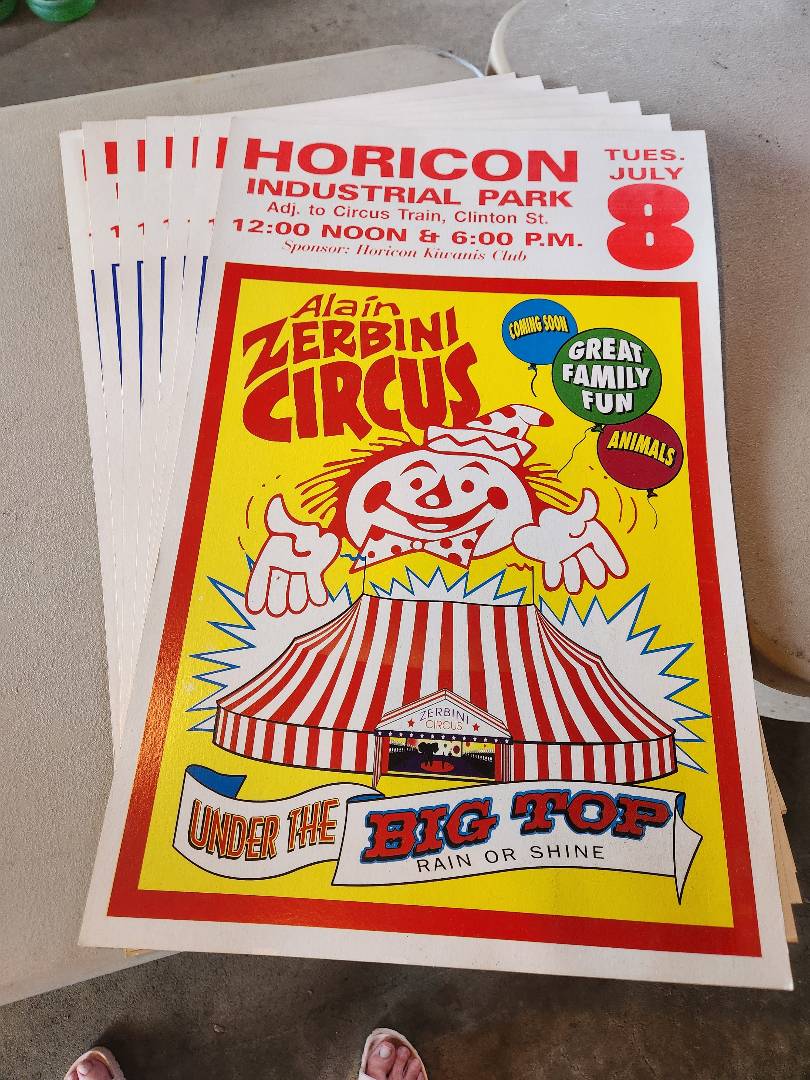 HORICON
INDUSTRIAL PARK
Adj. to Circus Train, Clinton St.
12:00 NOON & 6:00 P.M.
Sponsor: Horicon Kiwanis Club
TUES.
JULY
8
Alain
ZERBINI
CIRCUS
COMING SOON
GREAT
FAMILY
FUN
ANIMALS
ZERBINI
CIRCUS
UNDER THE
BIG TOP
RAIN OR SHINE